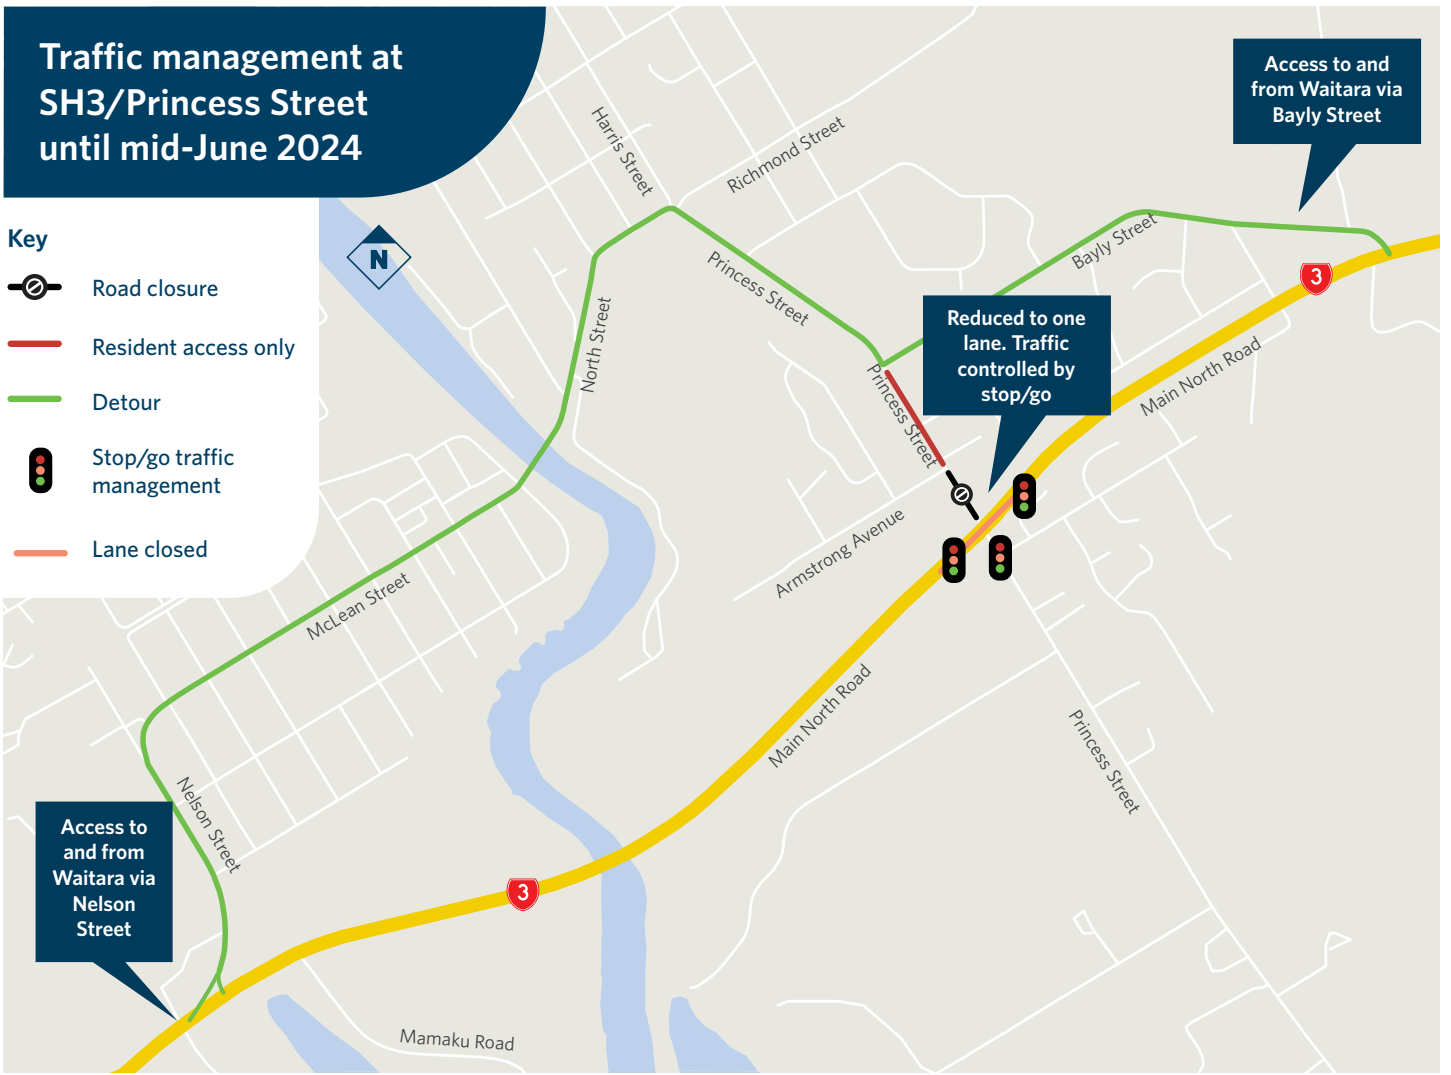 Traffic management at
SH3/Princess Street
until mid-June 2024
Key
Road closure
Resident access only
Detour
Stop/go traffic
management
Lane closed
N
Access to and
from Waitara via
Bayly Street
Harris Street
Richmond Street
Bayly Street
Princess Street
North Street
3
Reduced to one
lane. Traffic
controlled by
stop/go
Main North Road
Princess Street
Armstrong Avenue
McLean Street
Main North Road
Princess Street
Nelson Street
Access to
and from
Waitara via
Nelson
Street
3
Mamaku Road